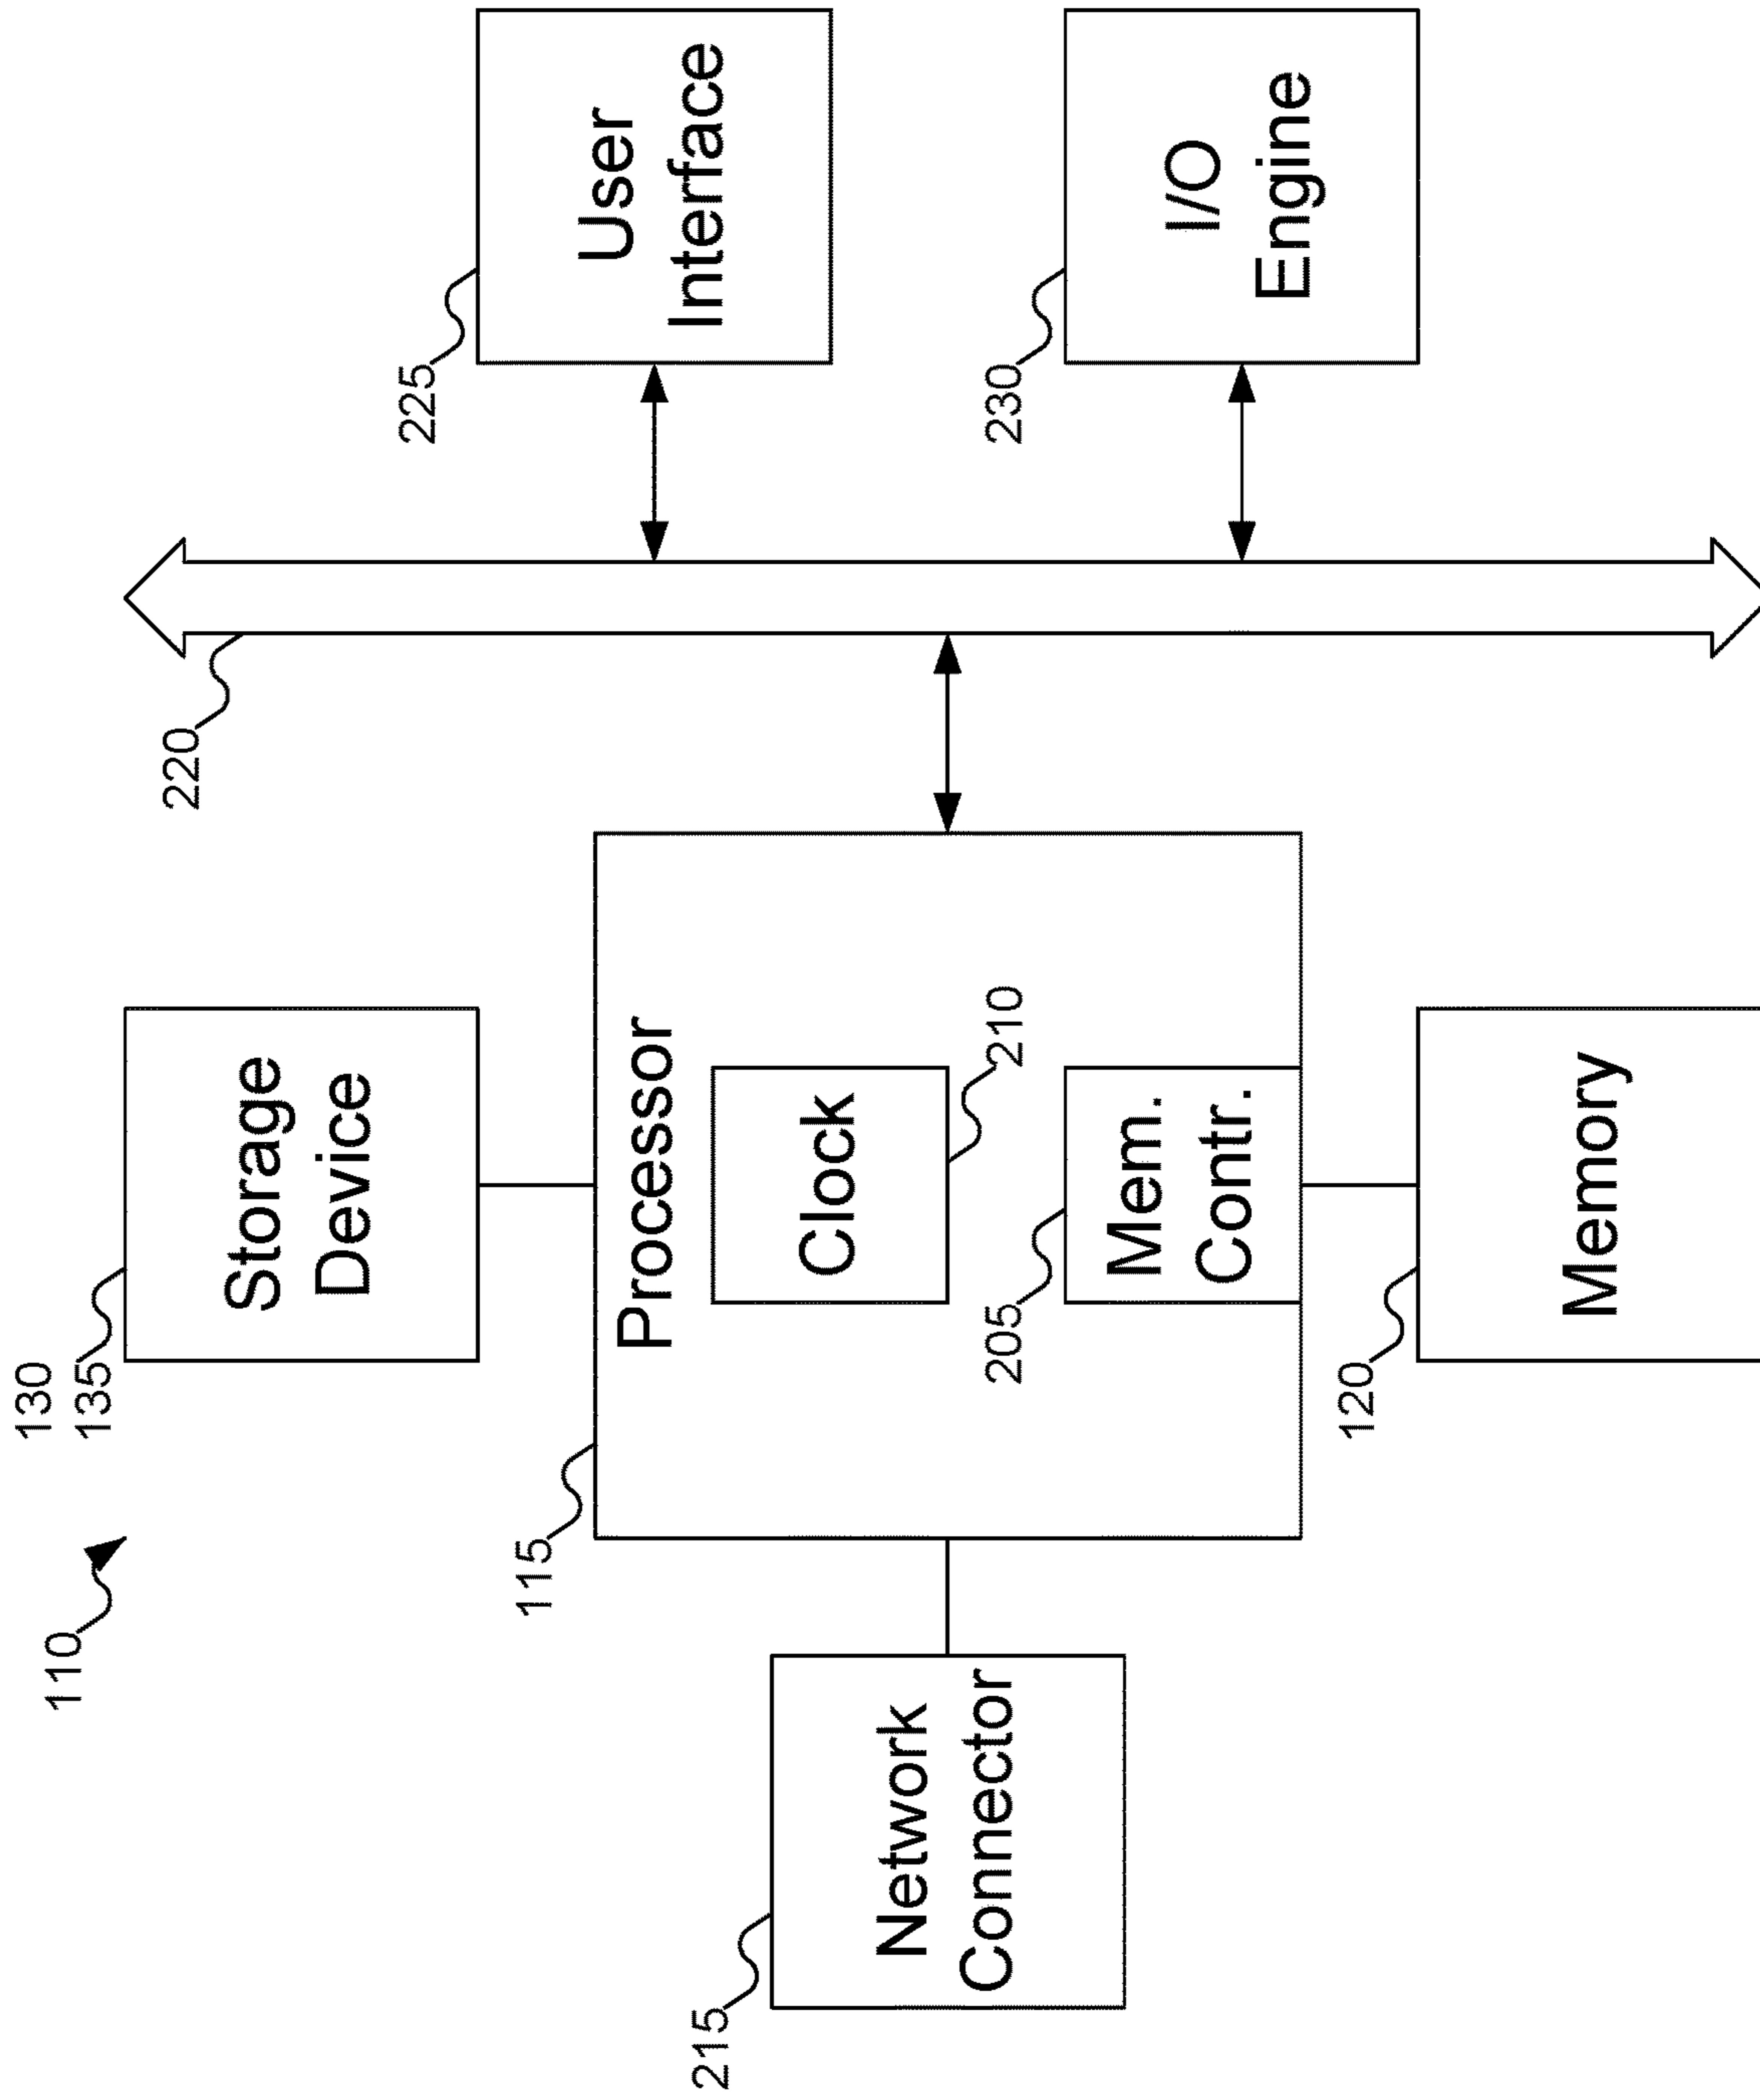 110
130
135
Storage
Device
220
225
User
Interface
115
Processor
215
Network
Connector
Clock
210
205
Mem.
Contr.
230
I/O
Engine
120
Memory